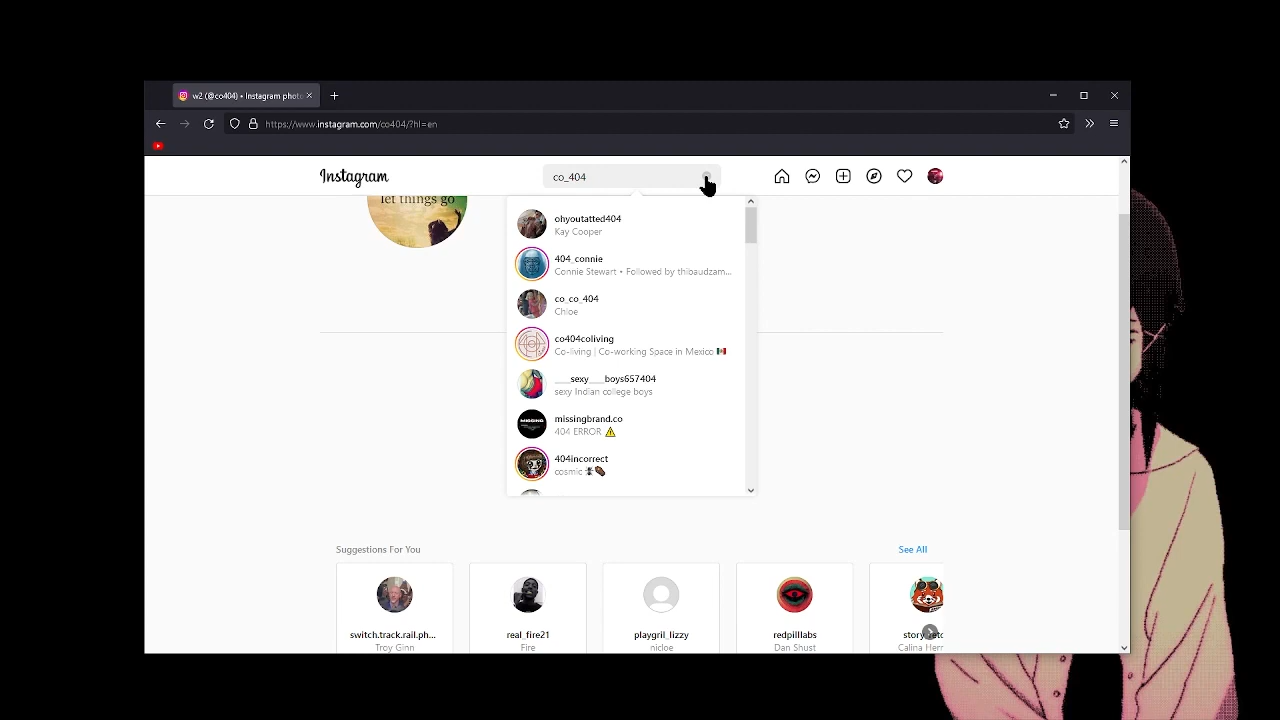 w2 (@co404) • Instagram phot
https://www.instagram.com/co404/?hl=en
Instagram
co_404
let things go
ohyoutatted404
Kay Cooper
404_connie
Connie Stewart • Followed by thibaudzam...
co_co_404
Chloe
co404coliving
Co-living | Co-working Space in Mexico 🇲🇽
___sexy___boys657404
sexy Indian college boys
missingbrand.co
404 ERROR ⚠️
404incorrect
cosmic 🕷⚰
Suggestions For You
See All
switch.track.rail.ph...
real_fire21
playgril_lizzy
redpilllabs
Troy Ginn
Fire
nicloe
Dan Shust
Calina Herr